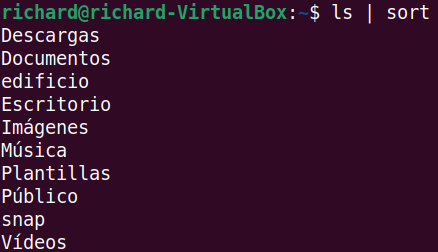 richard@richard-VirtualBox:~$ ls | sort
Descargas
Documentos
edificio
Escritorio
Imágenes
Música
Plantillas
Público
snap
Vídeos